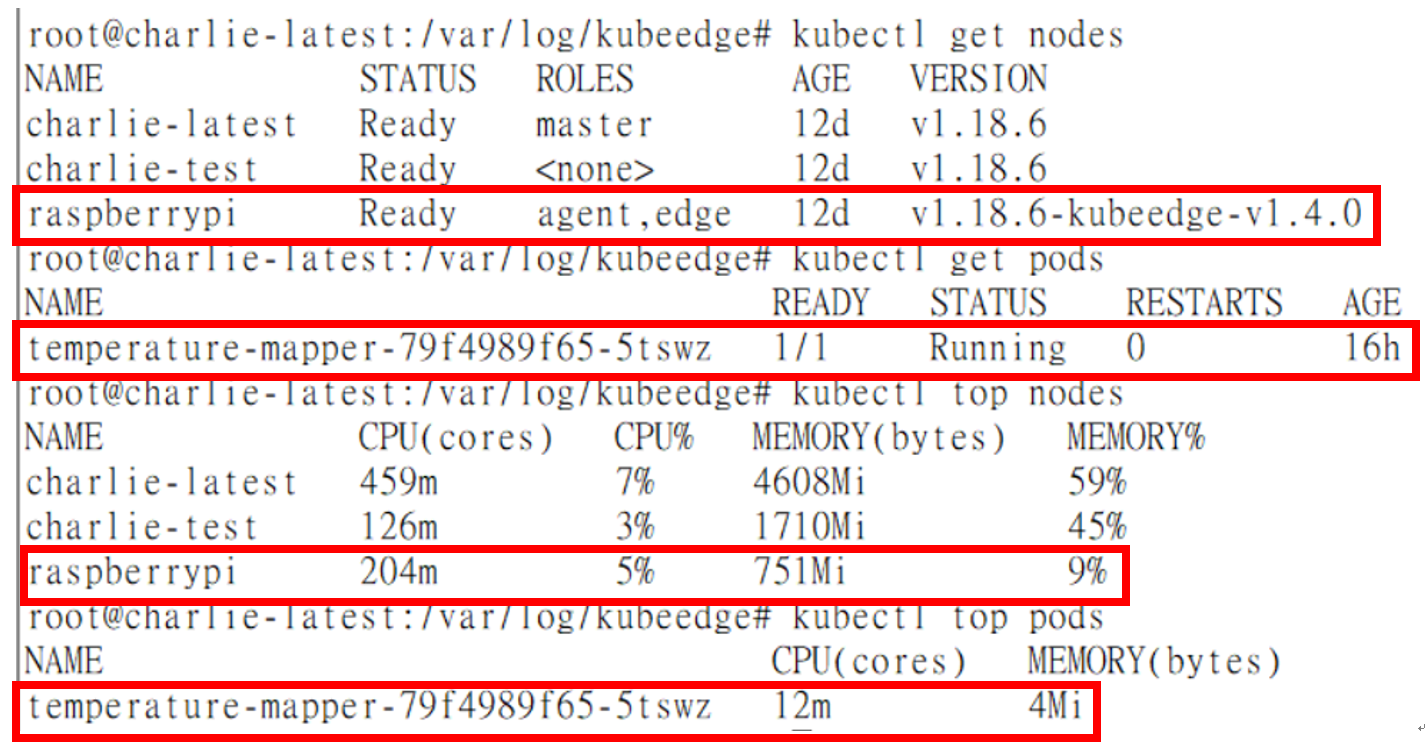 root@charlie-latest:/var/log/kubeedge# kubectl get nodes
NAME STATUS ROLES AGE VERSION
charlie-latest Ready master 12d v1.18.6
charlie-test Ready <none> 12d v1.18.6
raspberrypi Ready agent,edge 12d v1.18.6-kubeedge-v1.4.0
root@charlie-latest:/var/log/kubeedge# kubectl get pods
NAME READY STATUS RESTARTS AGE
temperature-mapper-79f4989f65-5tswz 1/1 Running 0 16h
root@charlie-latest:/var/log/kubeedge# kubectl top nodes
NAME CPU(cores) CPU% MEMORY(bytes) MEMORY%
charlie-latest 459m 7% 4608Mi 59%
charlie-test 126m 3% 1710Mi 45%
raspberrypi 204m 5% 751Mi 9%
root@charlie-latest:/var/log/kubeedge# kubectl top pods
NAME CPU(cores) MEMORY(bytes)
temperature-mapper-79f4989f65-5tswz 12m 4Mi